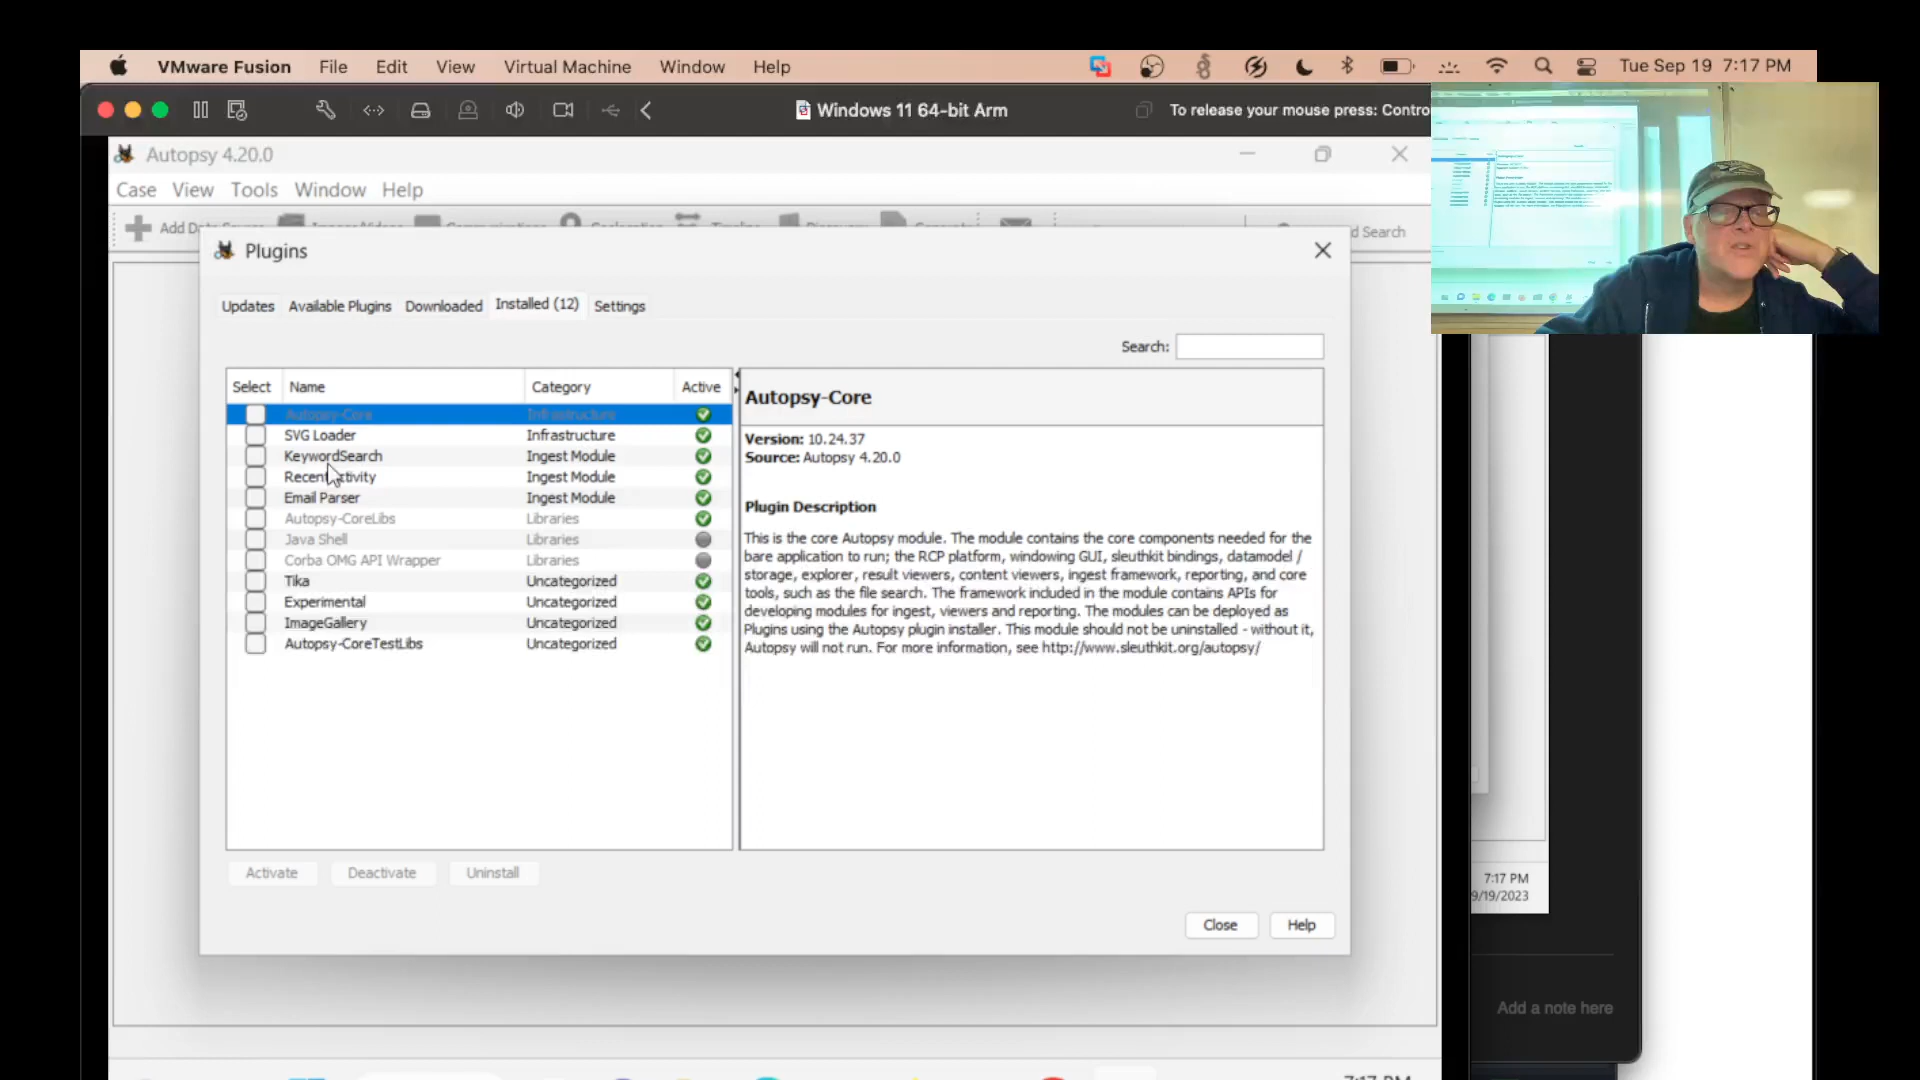 VMware Fusion File Edit View Virtual Machine Window Help Tue Sep 19 7:17 PM
Windows 11 64-bit Arm To release your mouse press: Contro
Autopsy 4.20.0
Case View Tools Window Help
Add D
d Search
Plugins
Updates Available Plugins Downloaded Installed (12) Settings
Search:
Select Name Category Active
Autopsy-Core Infrastructure
SVG Loader Infrastructure
KeywordSearch Ingest Module
Recent ctivity Ingest Module
Email Parser Ingest Module
Autopsy-CoreLibs Libraries
Java Shell Libraries
Corba OMG API Wrapper Libraries
Tika Uncategorized
Experimental Uncategorized
ImageGallery Uncategorized
Autopsy-CoreTestLibs Uncategorized
Autopsy-Core
Version: 10.24.37
Source: Autopsy 4.20.0
Plugin Description
This is the core Autopsy module. The module contains the core components needed for the
bare application to run; the RCP platform, windowing GUI, sleuthkit bindings, datamodel /
storage, explorer, result viewers, content viewers, ingest framework, reporting, and core
tools, such as the file search. The framework included in the module contains APIs for
developing modules for ingest, viewers and reporting. The modules can be deployed as
Plugins using the Autopsy plugin installer. This module should not be uninstalled - without it,
Autopsy will not run. For more information, see http://www.sleuthkit.org/autopsy/
Activate Deactivate Uninstall
Close Help
7:17 PM
9/19/2023
Add a note here